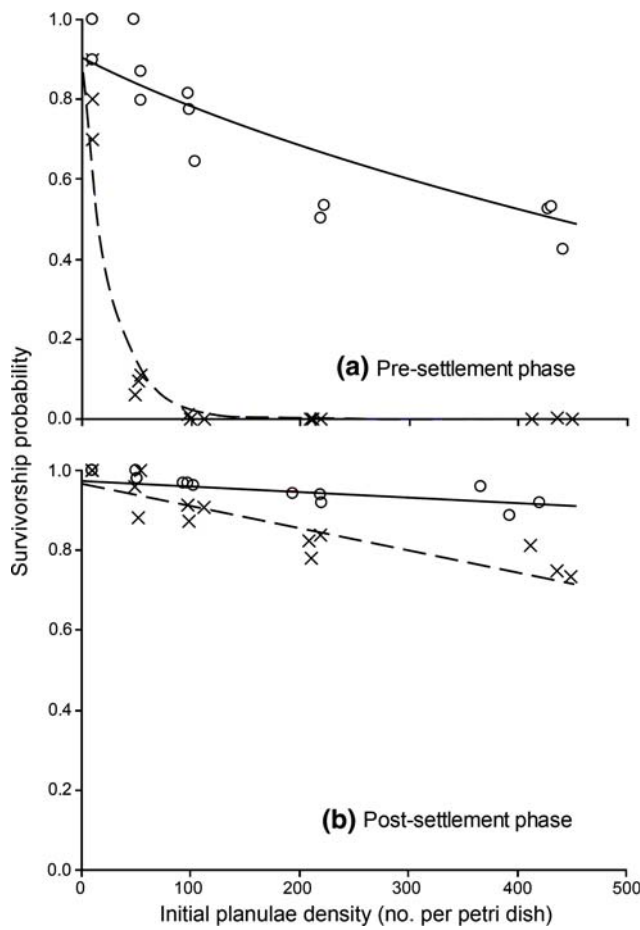 1.0
0.8
0.6
0.4
0.2
0.0
(a) Pre-settlement phase
Survivorship probability
1.0
0.8
0.6
0.4
0.2
0.0
(b) Post-settlement phase
0 100 200 300 400 500
Initial planulae density (no. per petri dish)